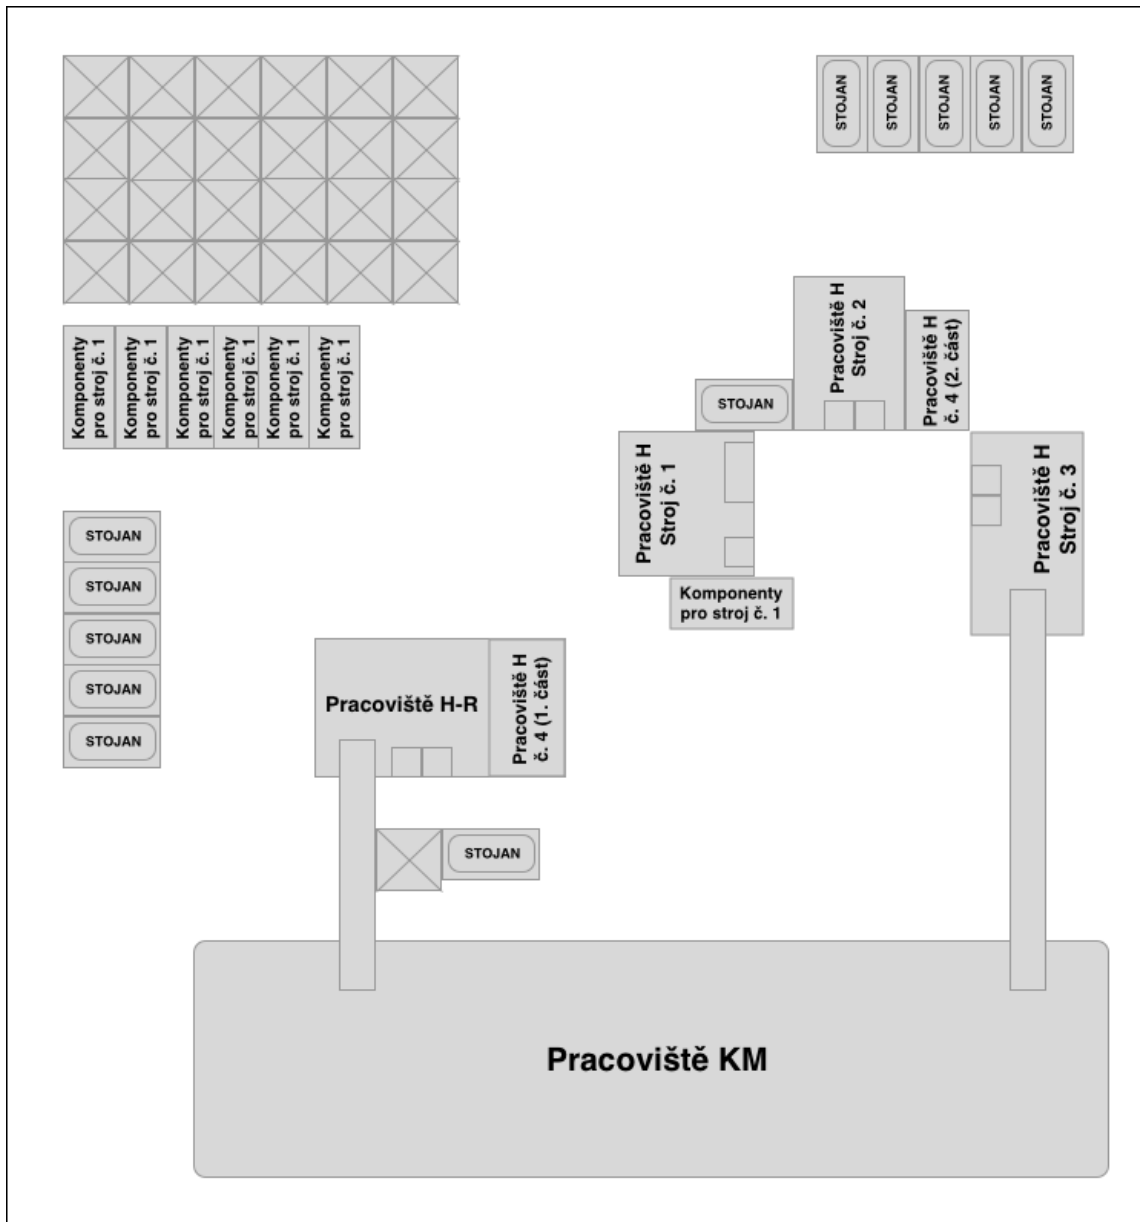 STOJAN
STOJAN
STOJAN
STOJAN
STOJAN
Komponenty
pro stroj č. 1
Komponenty
pro stroj č. 1
Komponenty
pro stroj č. 1
Komponenty
pro stroj č. 1
Komponenty
pro stroj č. 1
Komponenty
pro stroj č. 1
Pracoviště H
Stroj č. 2
Pracoviště H
č. 4 (2. část)
STOJAN
Pracoviště H
Stroj č. 1
Pracoviště H
Stroj č. 3
Komponenty
pro stroj č. 1
STOJAN
STOJAN
STOJAN
STOJAN
STOJAN
Pracoviště H-R
Pracoviště H
č. 4 (1. část)
STOJAN
Pracoviště KM